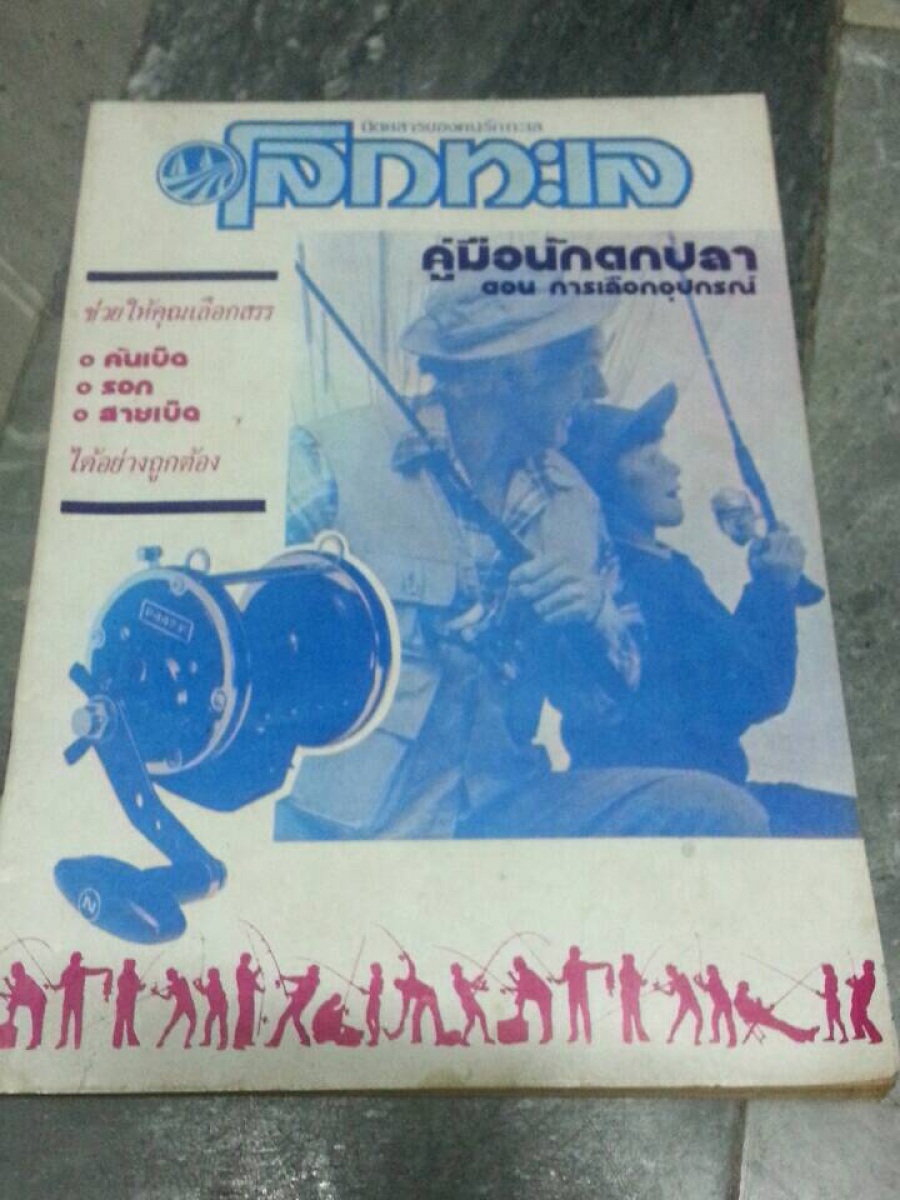 นิตยสารของคนรักทะเล
โลกทะเล
คู่มือนักตกปลา
ตอน การเลือกอุปกรณ์
ช่วยให้คุณเลือกสรร
คันเบ็ด
รอก
สายเบ็ด
ได้อย่างถูกต้อง
N